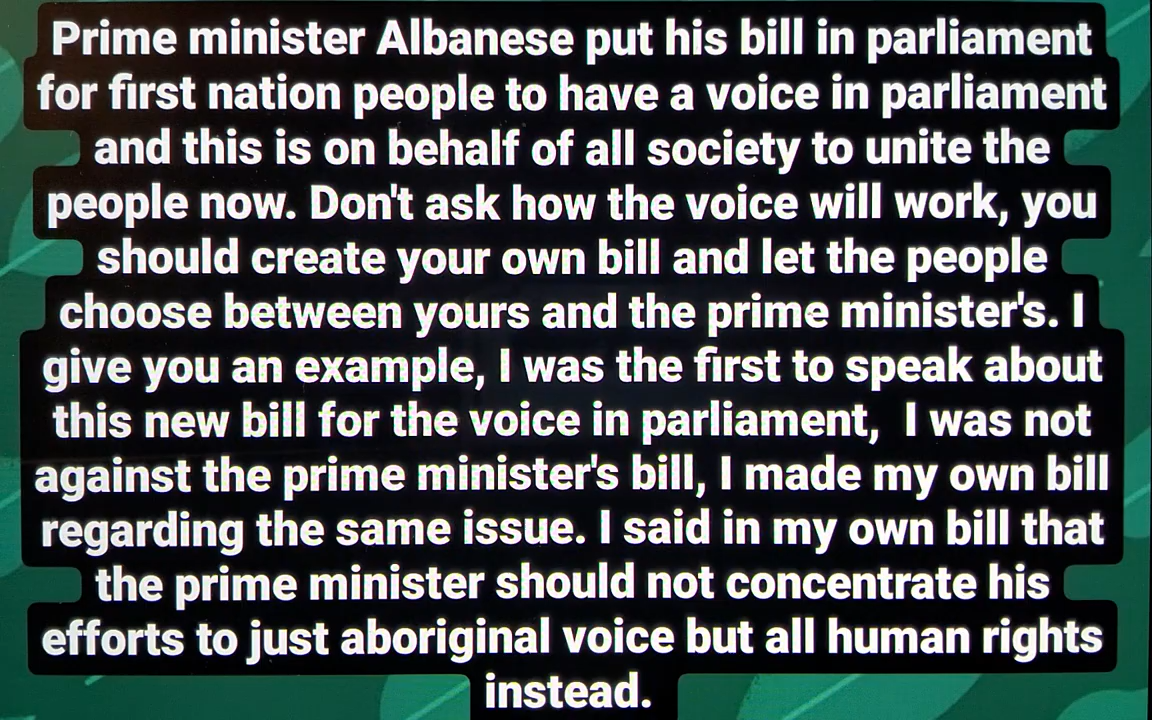 Prime minister Albanese put his bill in parliament
for first nation people to have a voice in parliament
and this is on behalf of all society to unite the
people now. Don't ask how the voice will work, you
should create your own bill and let the people
choose between yours and the prime minister's. I
give you an example, I was the first to speak about
this new bill for the voice in parliament,  I was not
against the prime minister's bill, I made my own bill
regarding the same issue. I said in my own bill that
the prime minister should not concentrate his
efforts to just aboriginal voice but all human rights
instead.